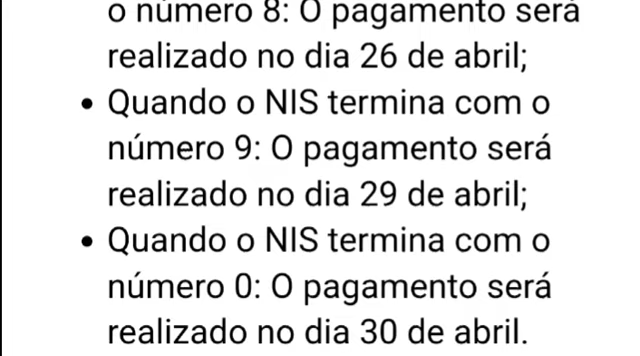 o número 8: O pagamento será
realizado no dia 26 de abril;
• Quando o NIS termina com o
número 9: O pagamento será
realizado no dia 29 de abril;
• Quando o NIS termina com o
número 0: O pagamento será
realizado no dia 30 de abril.